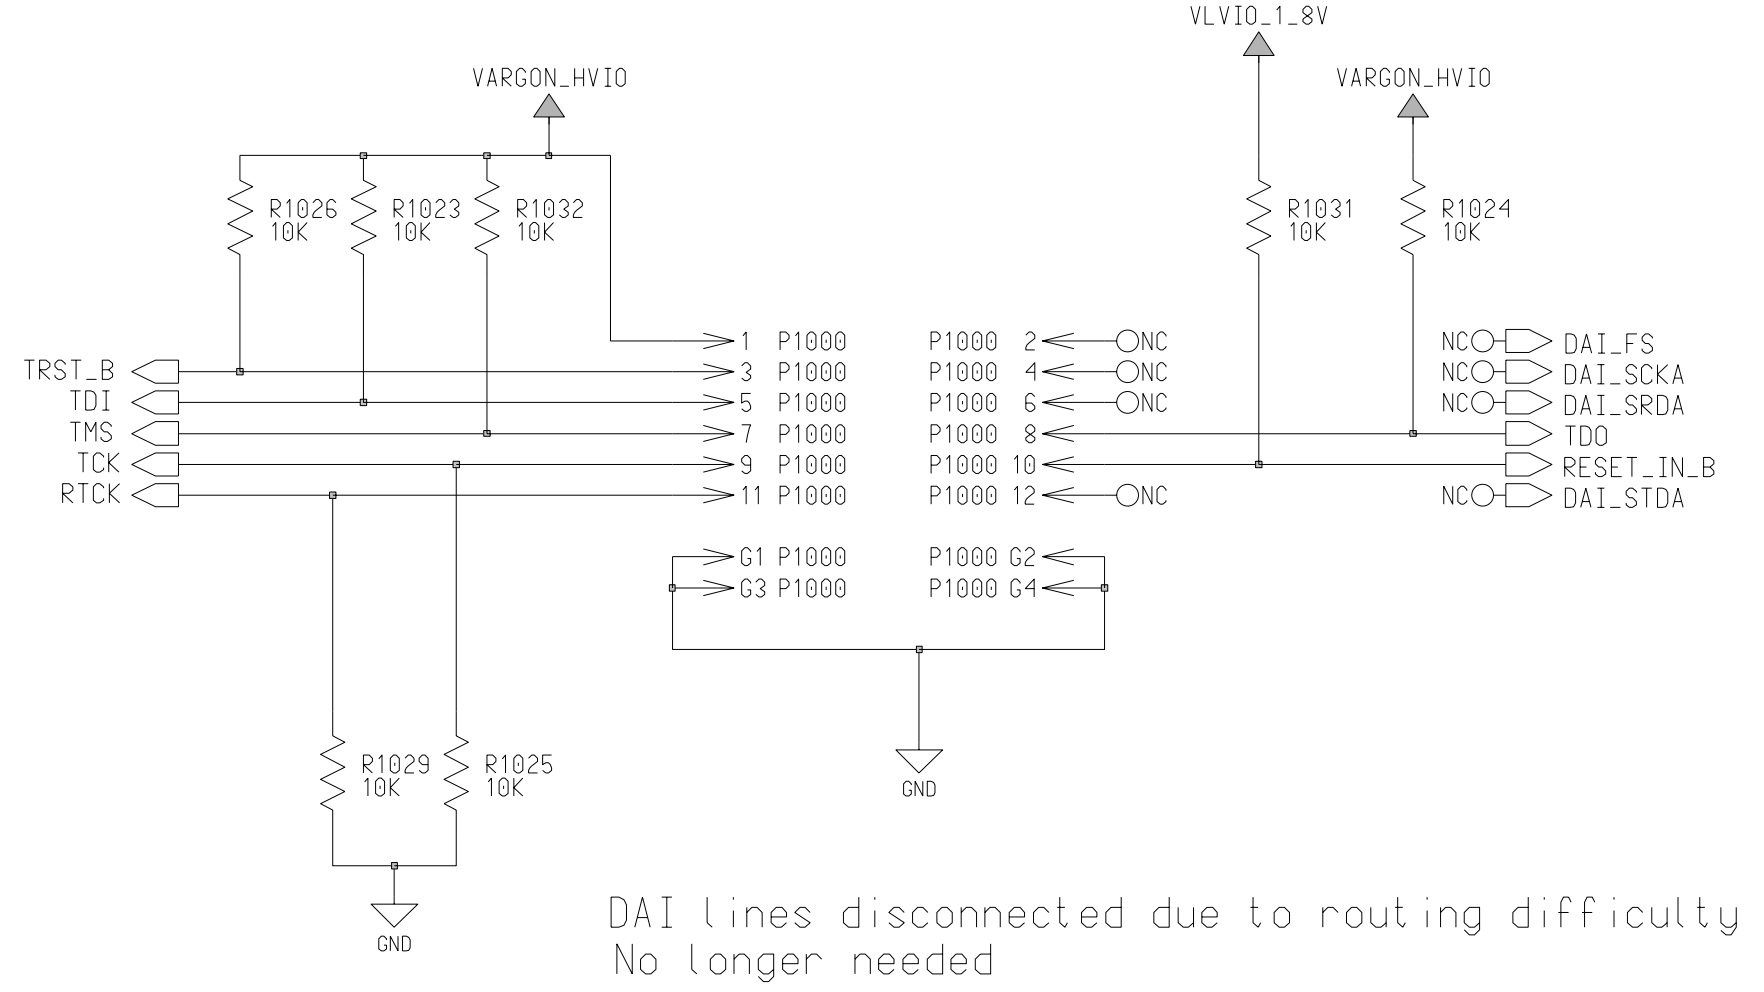 VLVIO_1_8V
VARGON_HVIO
VARGON_HVIO
R1026
10K
R1023
10K
R1032
10K
R1031
10K
R1024
10K
1 P1000 P1000 2 NC NC DAI_FS
TRST_B 3 P1000 P1000 4 NC NC DAI_SCKA
TDI 5 P1000 P1000 6 NC NC DAI_SRDA
TMS 7 P1000 P1000 8 TDO
TCK 9 P1000 P1000 10 RESET_IN_B
RTCK 11 P1000 P1000 12 NC NC DAI_STDA
G1 P1000 P1000 G2
G3 P1000 P1000 G4
R1029
10K
R1025
10K
GND
GND
DAI lines disconnected due to routing difficulty
No longer needed